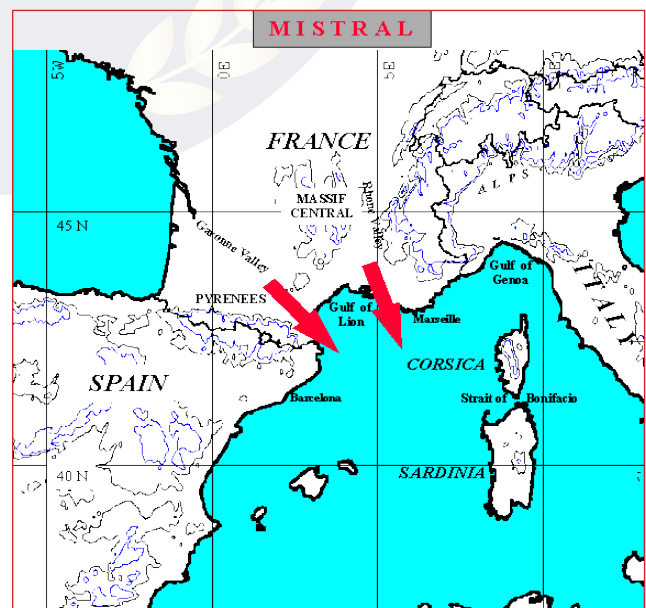 MISTRAL
5W
0E
5E
E
FRANCE
ALPS
MASSIF
CENTRAL
Rhone Valley
45 N
Garonne Valley
Gulf of
Genoa
ITALY
PYRENEES
Gulf of
Lion
Marseille
CORSICA
SPAIN
Barcelona
Strait of Bonifacio
SARDINIA
40 N